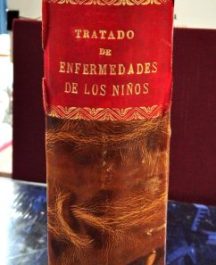 TRATADO
DE
ENFERMEDADES
DE LOS NIÑOS